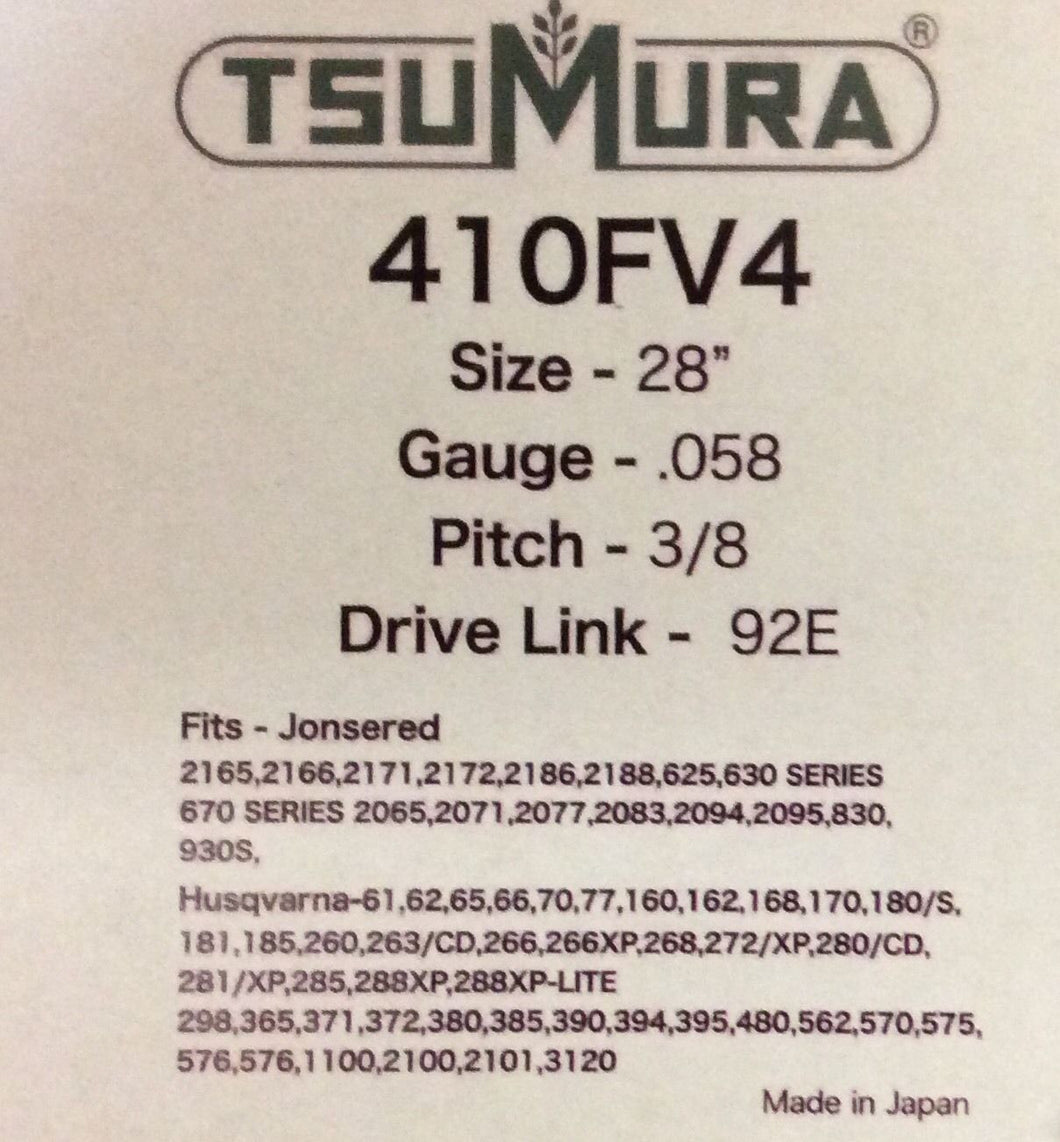 TSUMURA®
410FV4
Size - 28”
Gauge - .058
Pitch - 3/8
Drive Link - 92E
Fits - Jonsered
2165,2166,2171,2172,2186,2188,625,630 SERIES
670 SERIES 2065,2071,2077,2083,2094,2095,830,
930S,
Husqvarna-61,62,65,66,70,77,160,162,168,170,180/S,
181,185,260,263/CD,266,266XP,268,272/XP,280/CD,
281/XP,285,288XP,288XP-LITE
298,365,371,372,380,385,390,394,395,480,562,570,575,
576,576,1100,2100,2101,3120
Made in Japan